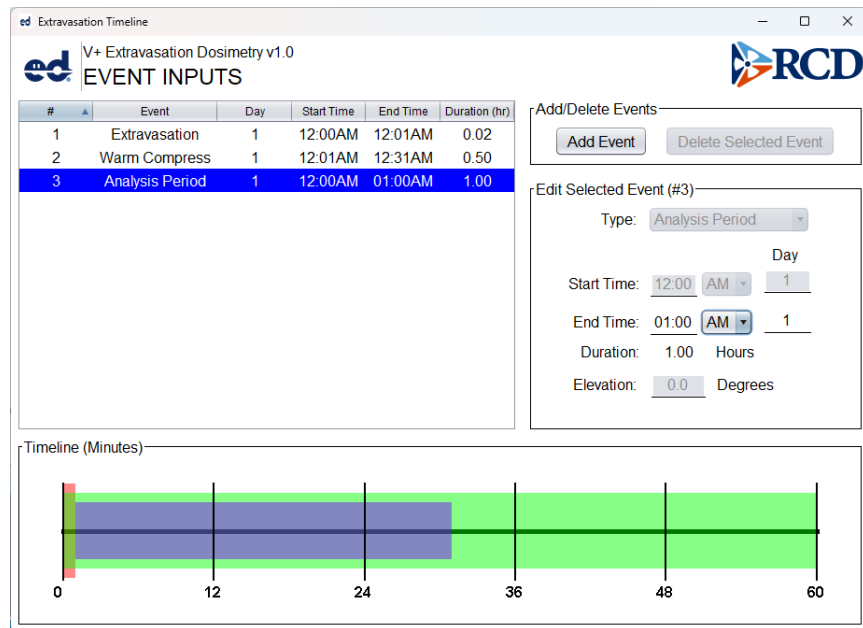 ed Extravasation Timeline
ed
V+ Extravasation Dosimetry v1.0
EVENT INPUTS
RCD
# Event Day Start Time End Time Duration (hr)
1 Extravasation 1 12:00AM 12:01AM 0.02
2 Warm Compress 1 12:01AM 12:31AM 0.50
3 Analysis Period 1 12:00AM 01:00AM 1.00
Add/Delete Events
Add Event Delete Selected Event
Edit Selected Event (#3)
Type: Analysis Period
Day
Start Time: 12:00 AM 1
End Time: 01:00 AM 1
Duration: 1.00 Hours
Elevation: 0.0 Degrees
Timeline (Minutes)
0 12 24 36 48 60